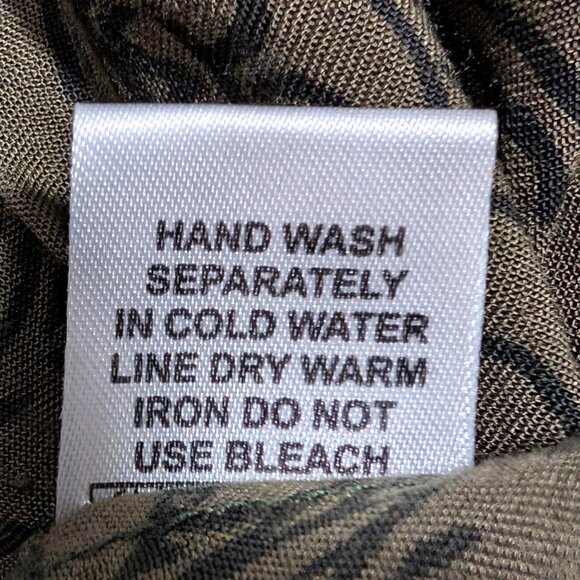 HAND WASH
SEPARATELY
IN COLD WATER
LINE DRY WARM
IRON DO NOT
USE BLEACH